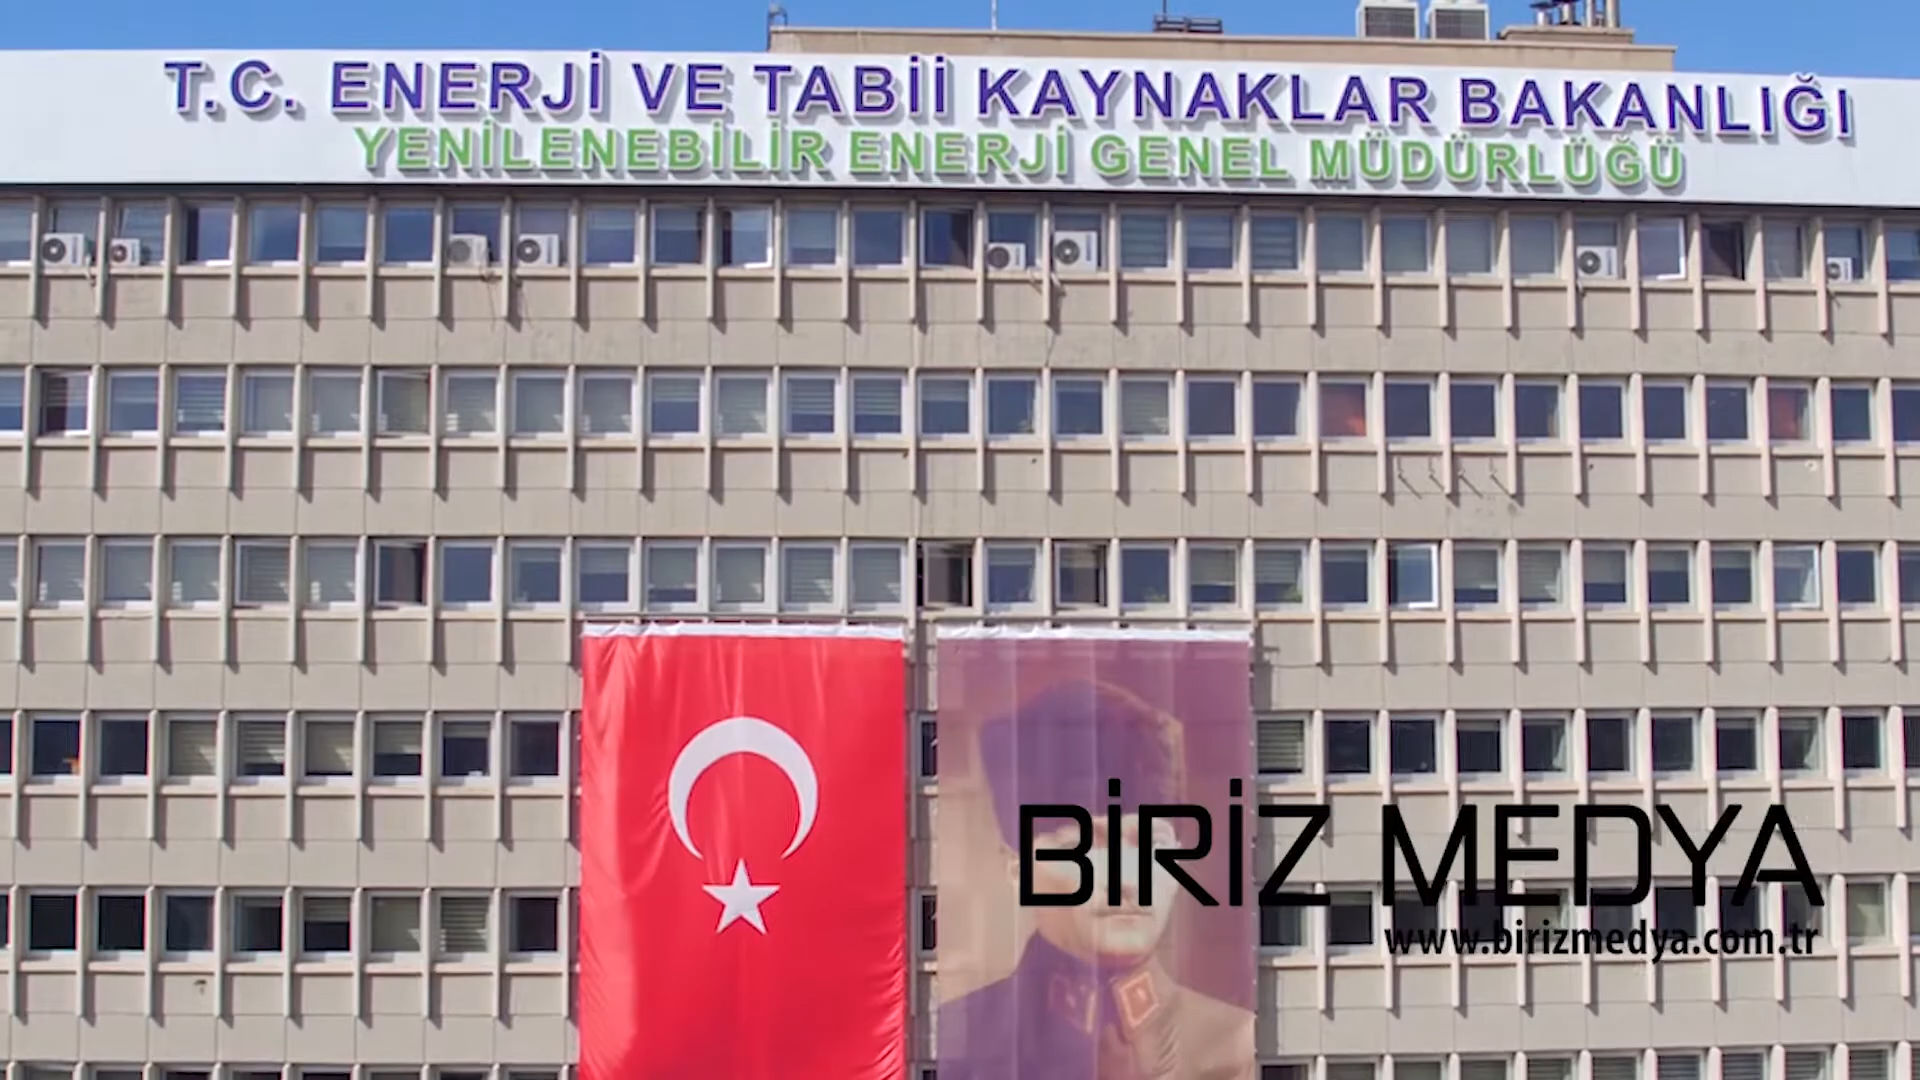 T.C. ENERJİ VE TABİİ KAYNAKLAR BAKANLIĞI
YENİLENEBİLİR ENERJİ GENEL MÜDÜRLÜĞÜ
BİRİZ MEDYA
www.birizmedya.com.tr